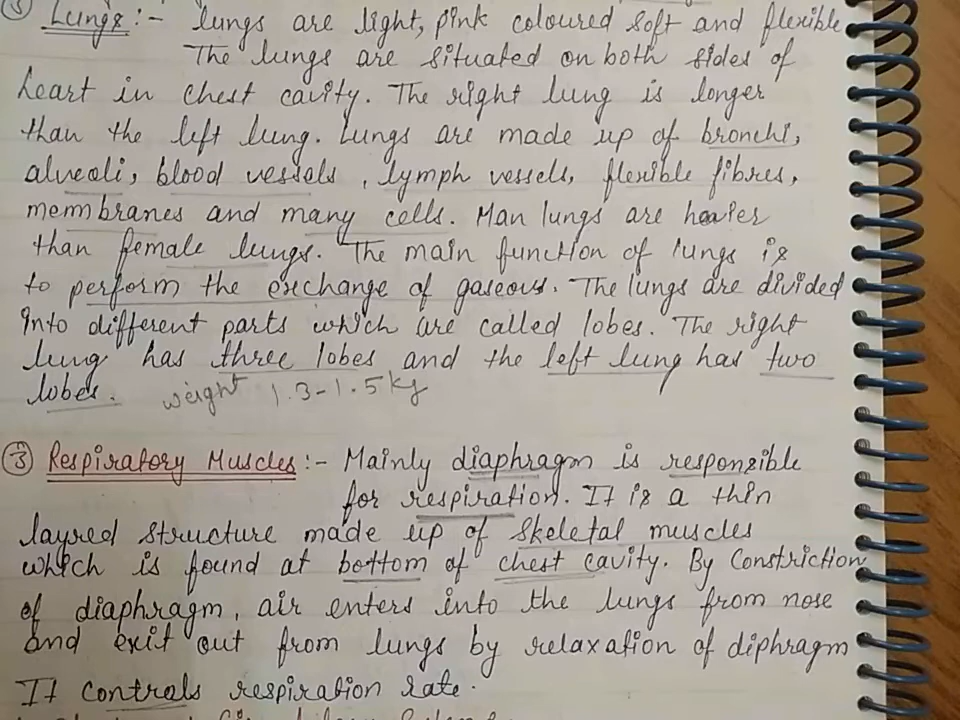 Lungs :- lungs are light, pink coloured soft and flexible
The lungs are situated on both sides of
heart in chest cavity. The right lung is longer
than the left lung. Lungs are made up of bronchi,
alveoli, blood vessals, lymph vessels, flexible fibres,
membranes and many cells. Man lungs are
than female lungs. The main function of lungs is
to perform the exchange of gaseous. The lungs are divided
into different parts which are called lobes. The right
lung has three lobes and the left lung has two
lobes. weight 1.3-1.5 kg
③ Respiratory Muscles :- Mainly diaphragm is responsible
for respiration. It is a thin
layred structure made up of skeletal muscles
which is found at bottom of chest cavity. By Constriction
of diaphragm, air enters into the lungs from nose
and exit out from lungs by relaxation of diphragm
It controls respiration rate.